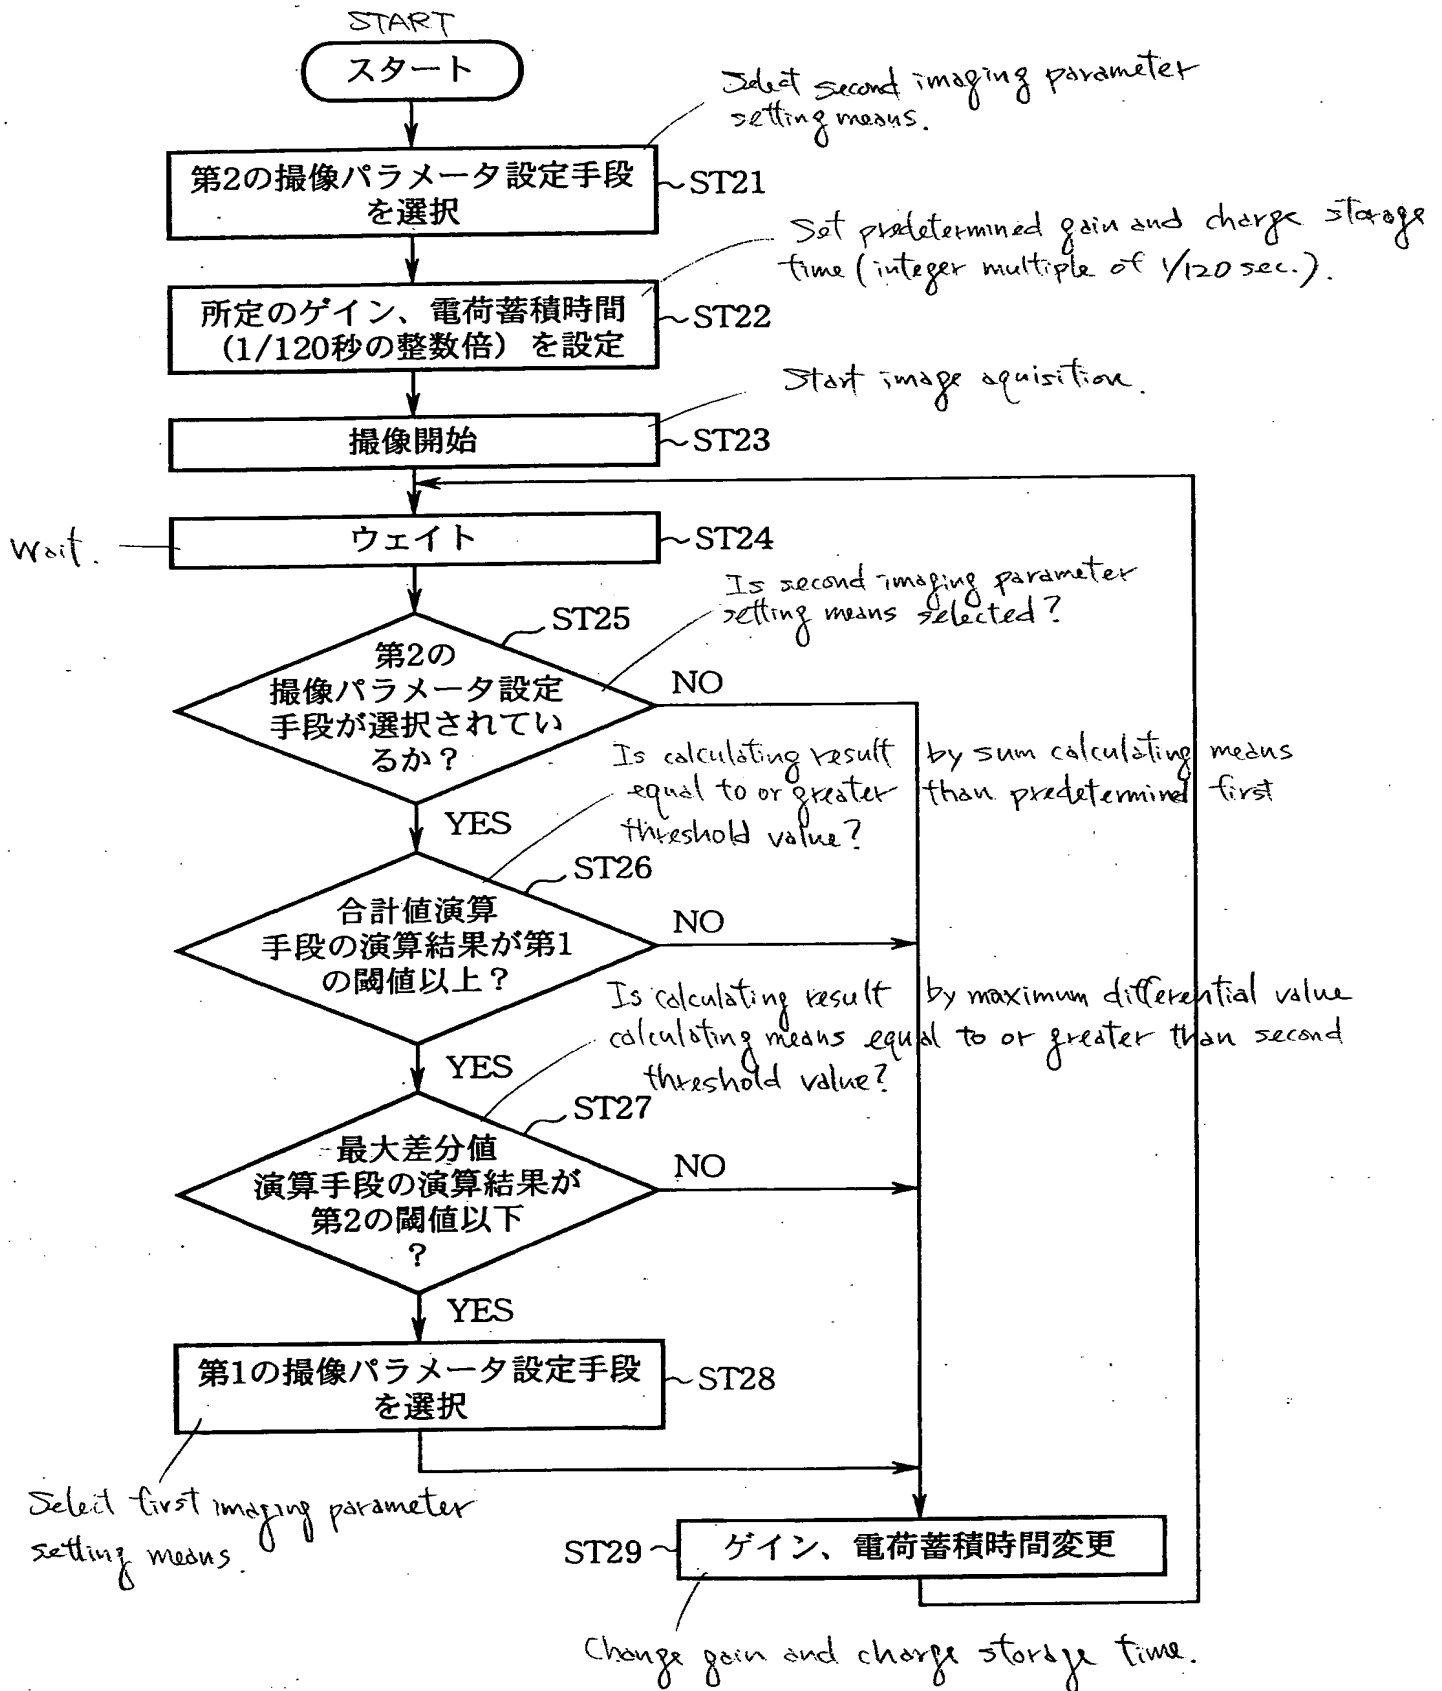 START
スタート
Select second imaging parameter
setting means.
第2の撮像パラメータ設定手段
を選択
ST21
Set predetermined gain and charge storage
time (integer multiple of 1/120 sec.).
所定のゲイン、電荷蓄積時間
(1/120秒の整数倍）を設定
ST22
Start image aquisition.
撮像開始
ST23
Wait.
ウェイト
ST24
Is second imaging parameter
setting means selected?
ST25
第2の
撮像パラメータ設定
手段が選択されてい
るか？
NO
YES
Is calculating result by sum calculating means
equal to or greater than predetermined first
threshold value?
ST26
合計値演算
手段の演算結果が第1
の閾値以上？
NO
YES
Is calculating result by maximum differential value
calculating means equal to or greater than second
threshold value?
ST27
最大差分値
演算手段の演算結果が
第2の閾値以下
？
NO
YES
第1の撮像パラメータ設定手段
を選択
ST28
Select first imaging parameter
setting means.
ST29
ゲイン、電荷蓄積時間変更
Change gain and charge storage time.